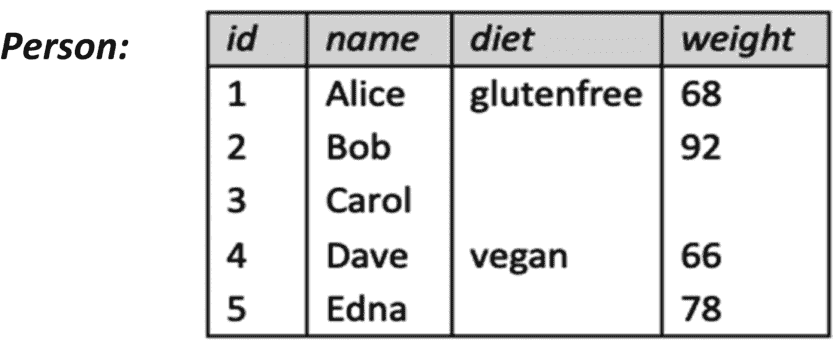 Person:
id name diet weight
1 Alice glutenfree 68
2 Bob 92
3 Carol
4 Dave vegan 66
5 Edna 78